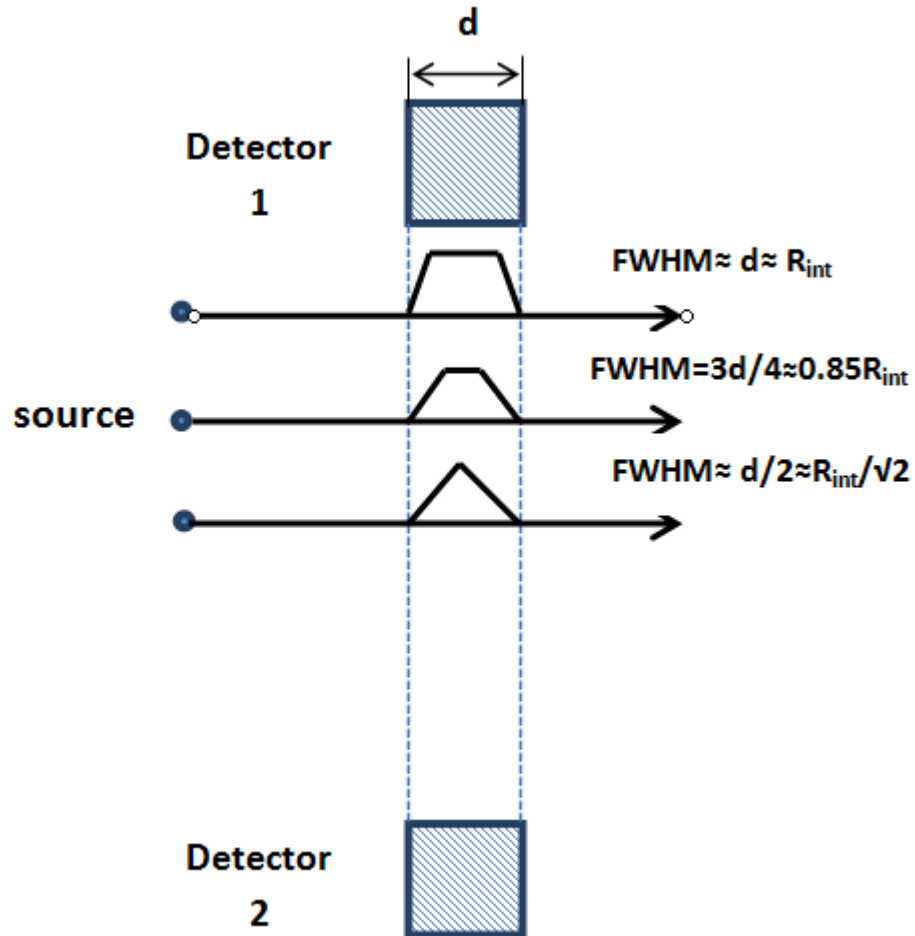 d
Detector
1
FWHM≈ d≈ Rint
FWHM=3d/4≈0.85Rint
source
FWHM≈ d/2≈Rint/√2
Detector
2